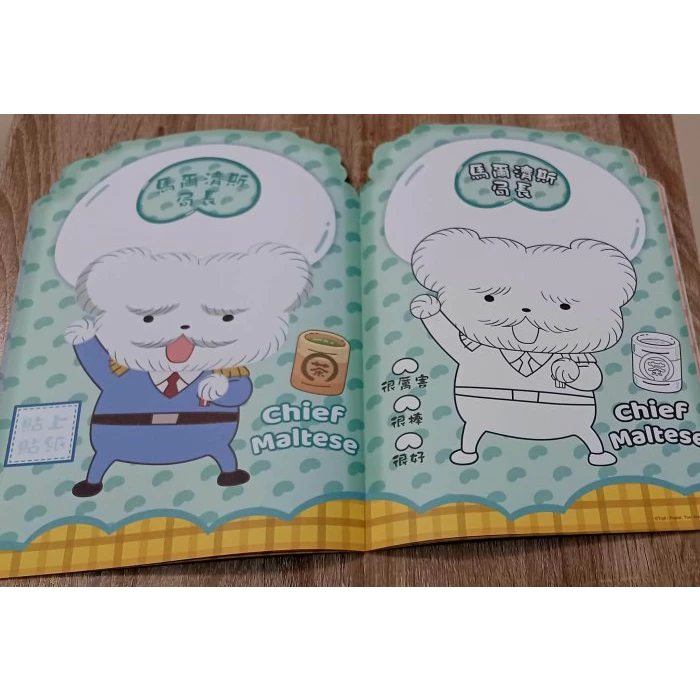 馬爾濟斯
局長
茶
Chief
Maltese
貼上
貼紙
馬爾濟斯
局長
茶
很厲害
很棒
很好
Chief
Maltese